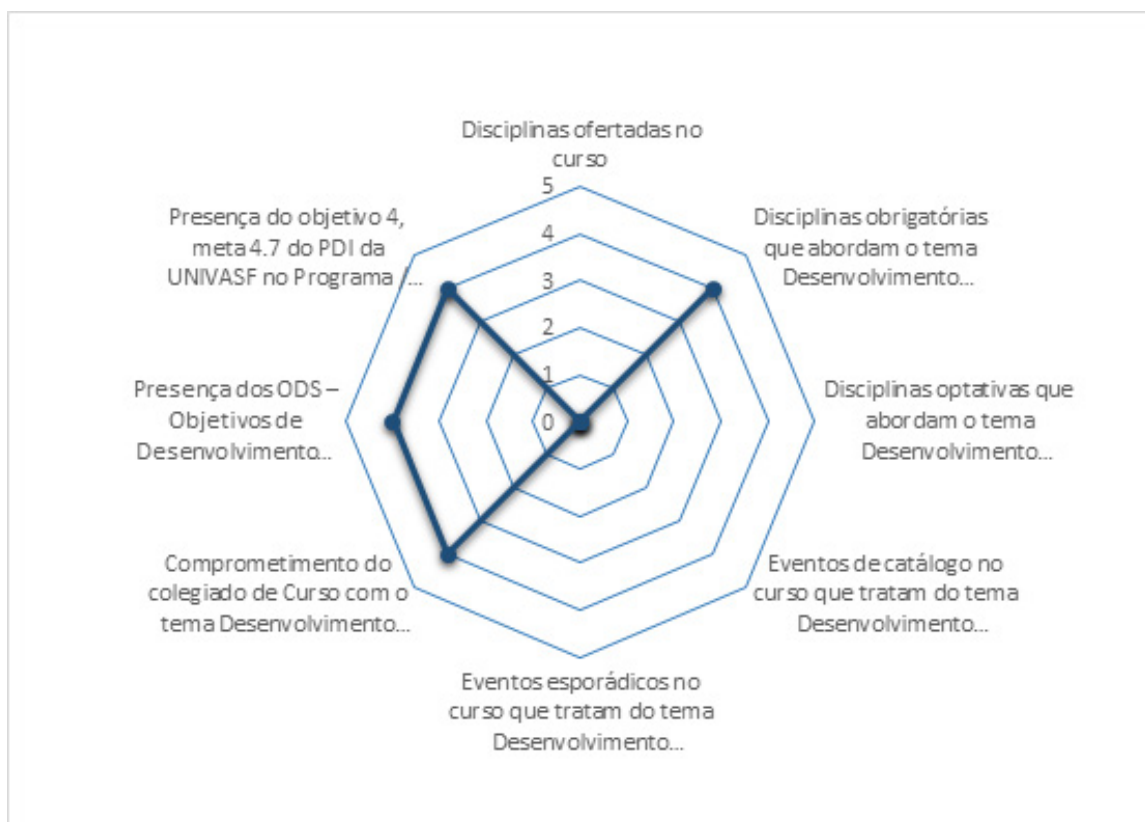 Disciplinas ofertadas no
curso
5
4
3
2
1
0
Disciplinas obrigatórias
que abordam o tema
Desenvolvimento...
Disciplinas optativas que
abordam o tema
Desenvolvimento...
Eventos de catálogo no
curso que tratam do tema
Desenvolvimento...
Eventos esporádicos no
curso que tratam do tema
Desenvolvimento...
Comprometimento do
colegiado de Curso com o
tema Desenvolvimento...
Presença dos ODS –
Objetivos de
Desenvolvimento...
Presença do objetivo 4,
meta 4.7 do PDI da
UNIVASF no Programa /...